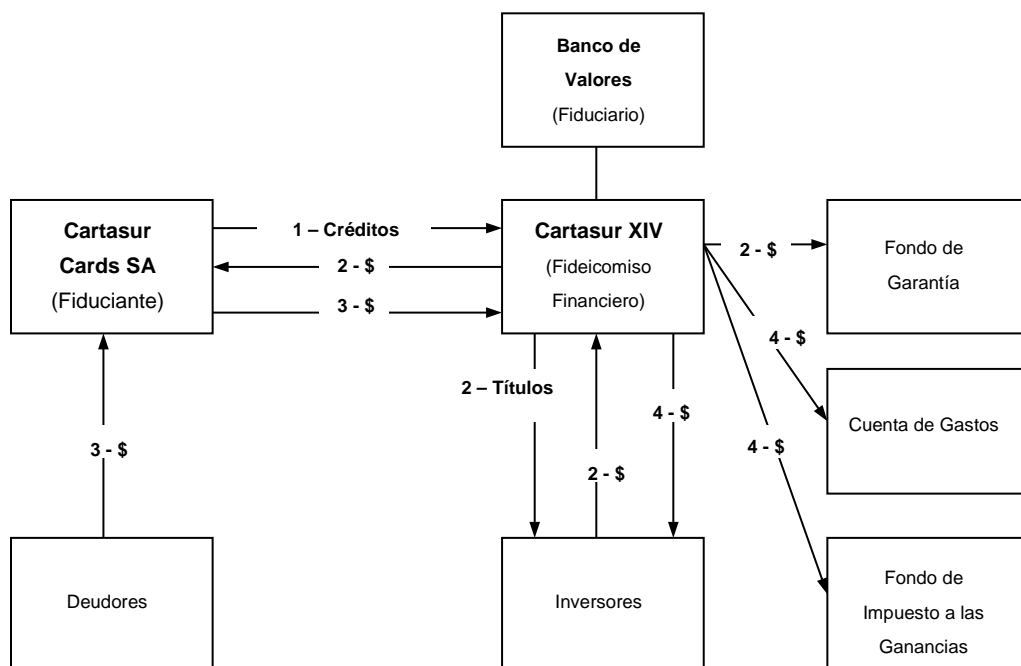 Banco de
Valores
(Fiduciario)
Cartasur
Cards SA
(Fiduciante)
1 – Créditos
2 - $
3 - $
Cartasur XIV
(Fideicomiso
Financiero)
2 - $
Fondo de
Garantía
4 - $
Cuenta de Gastos
4 - $
2 – Títulos
4 - $
2 - $
3 - $
Deudores
Inversores
Fondo de
Impuesto a las
Ganancias